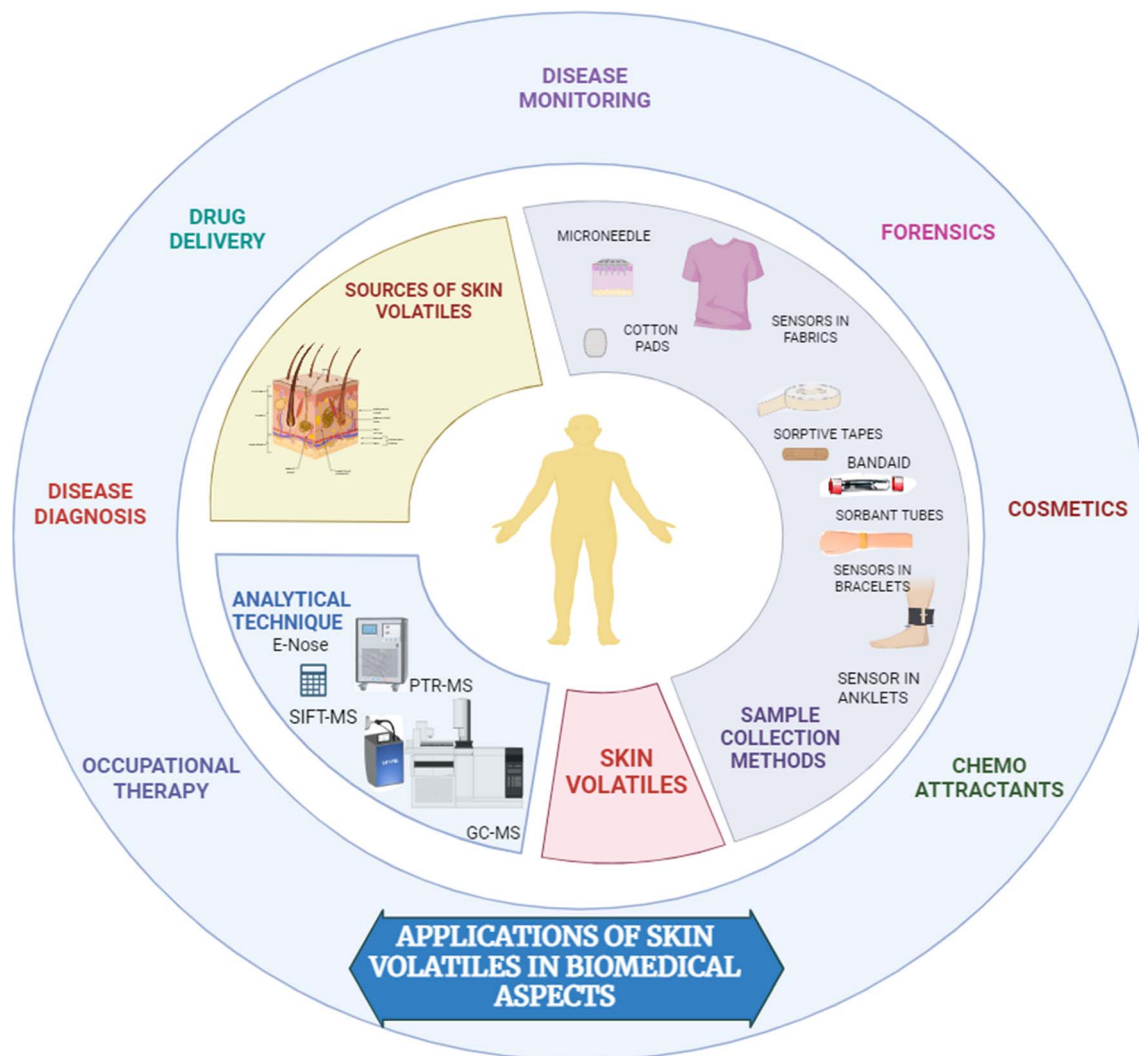 DISEASE
MONITORING
DRUG
DELIVERY
FORENSICS
DISEASE
DIAGNOSIS
COSMETICS
OCCUPATIONAL
THERAPY
CHEMO
ATTRACTANTS
SOURCES OF SKIN
VOLATILES
MICRONEEDLE
COTTON
PADS
SENSORS IN
FABRICS
SORPTIVE TAPES
BANDAID
SORBANT TUBES
SENSORS IN
BRACELETS
SENSOR IN
ANKLETS
SAMPLE
COLLECTION
METHODS
ANALYTICAL
TECHNIQUE
E-Nose
PTR-MS
SIFT-MS
GC-MS
SKIN
VOLATILES
APPLICATIONS OF SKIN
VOLATILES IN BIOMEDICAL
ASPECTS